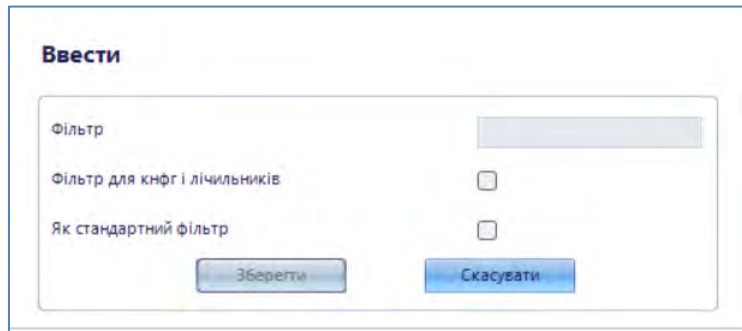 Ввести
Фільтр
Фільтр для кнфг і лічильників
Як стандартний фільтр
Зберегти
Скасувати